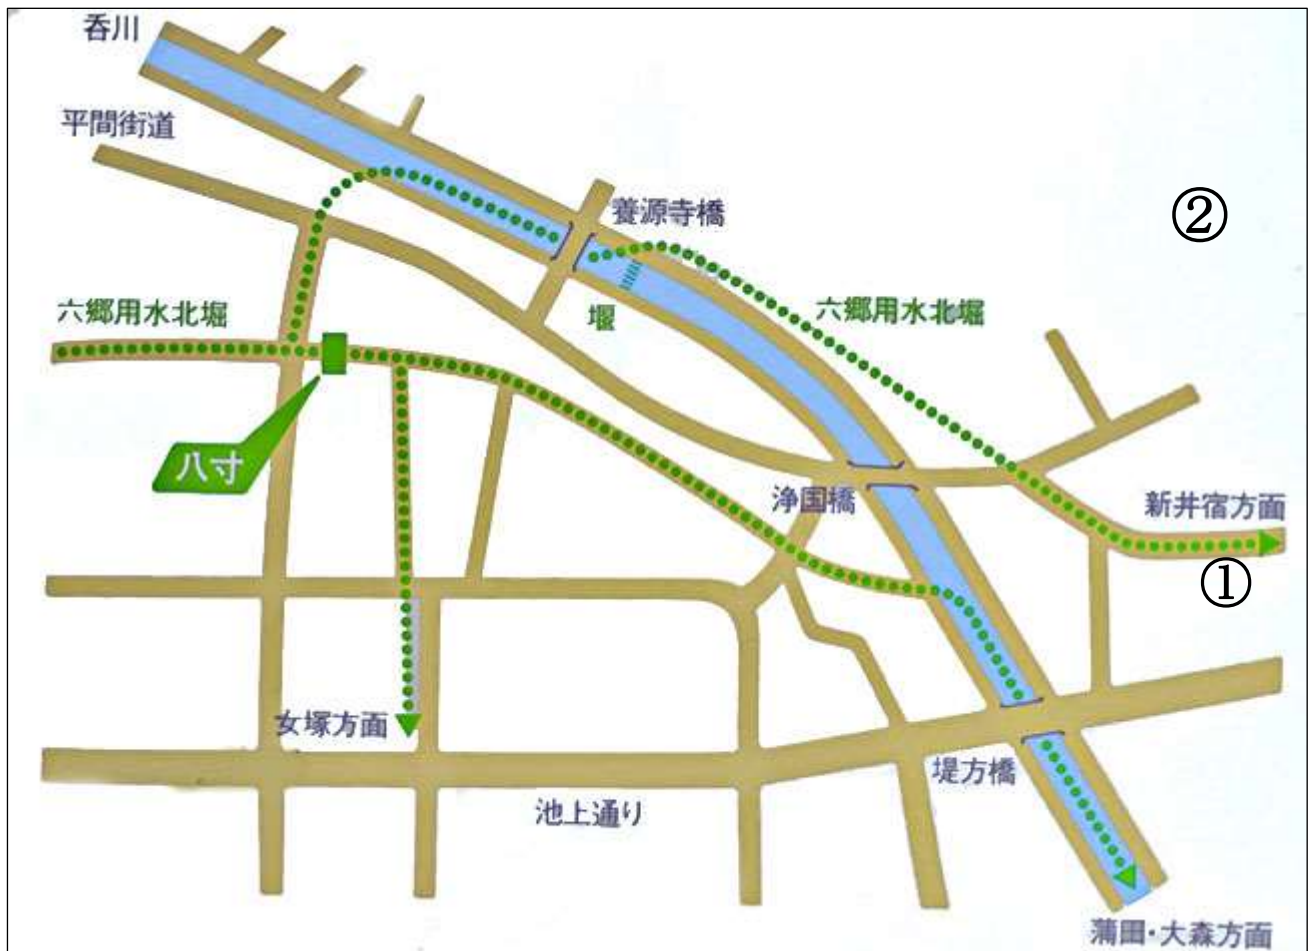 呑川
平間街道
養源寺橋
②
六郷用水北堀
堰
六郷用水北堀
八寸
浄国橋
新井宿方面
①
女塚方面
堤方橋
池上通り
蒲田・大森方面